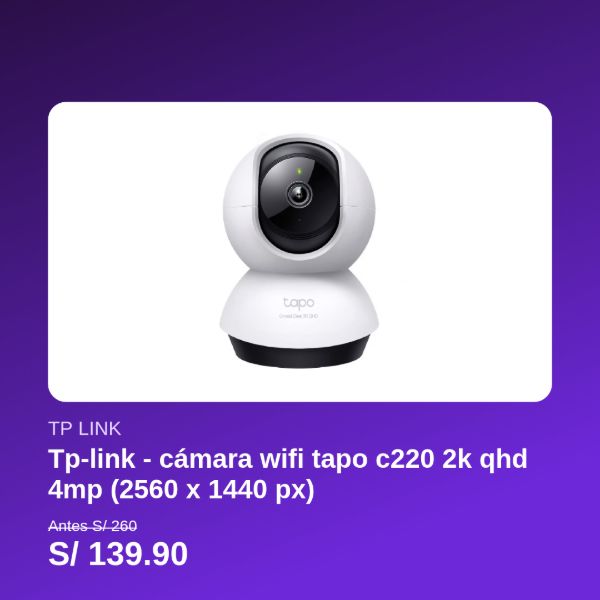 tapo
TP LINK
Tp-link - cámara wifi tapo c220 2k qhd
4mp (2560 x 1440 px)
Antes S/ 260
S/ 139.90